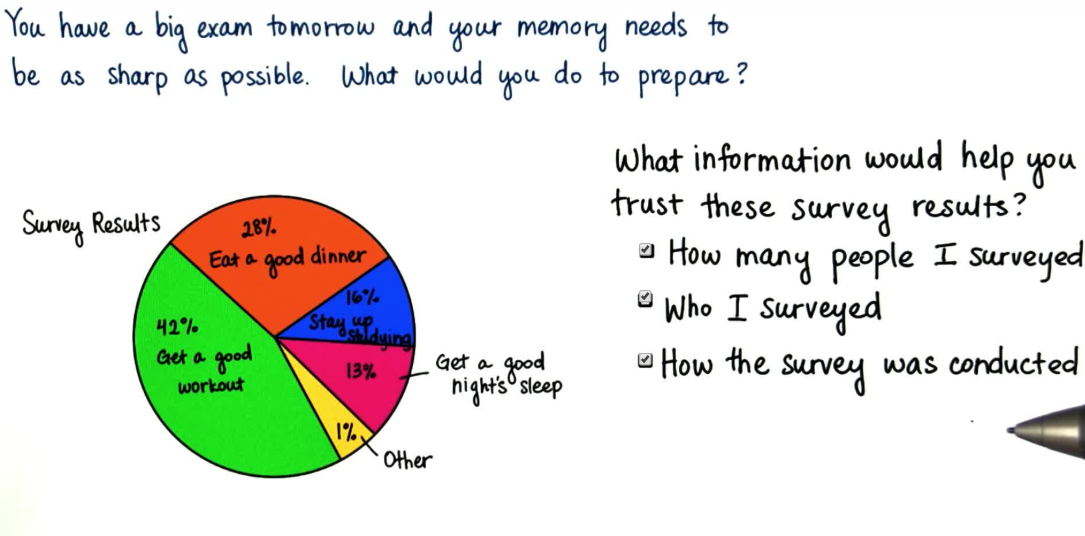 You have a big exam tomorrow and your memory needs to
be as sharp as possible. What would you do to prepare?
Survey Results
28%
Eat a good dinner
16%
Stay up
studying
42%
Get a good
workout
13%
Get a good
night's sleep
1%
Other
What information would help you
trust these survey results?
How many people I surveyed
Who I surveyed
How the survey was conducted